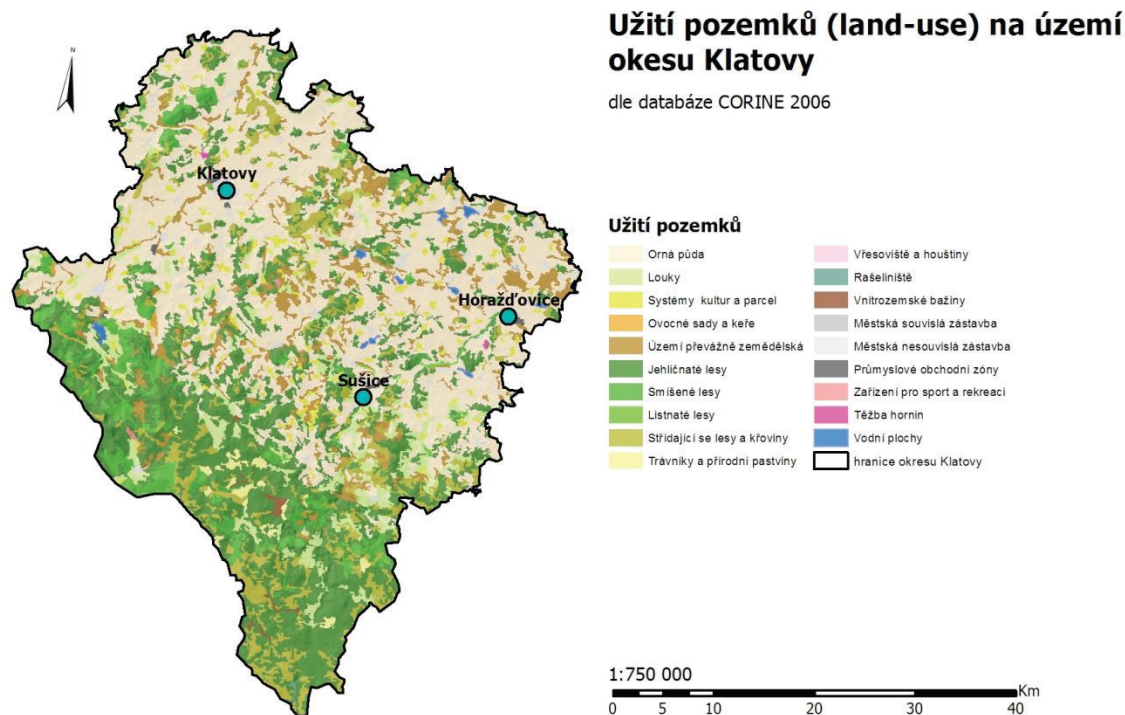 Užití pozemků (land-use) na území
okesu Klatovy
dle databáze CORINE 2006
N
Klatovy
Horažďovice
Sušice
Užití pozemků
Orná půda
Louky
Systémy kultur a parcel
Ovocné sady a keře
Území převážně zemědělská
Jehličnaté lesy
Smíšené lesy
Listnaté lesy
Střídající se lesy a křoviny
Trávníky a přírodní pastviny
Vřesoviště a houštiny
Rašeliniště
Vnitrozemské bažiny
Městská souvislá zástavba
Městská nesouvislá zástavba
Průmyslové obchodní zóny
Zařízení pro sport a rekreaci
Těžba hornin
Vodní plochy
hranice okresu Klatovy
1:750 000
Km
0 5 10 20 30 40